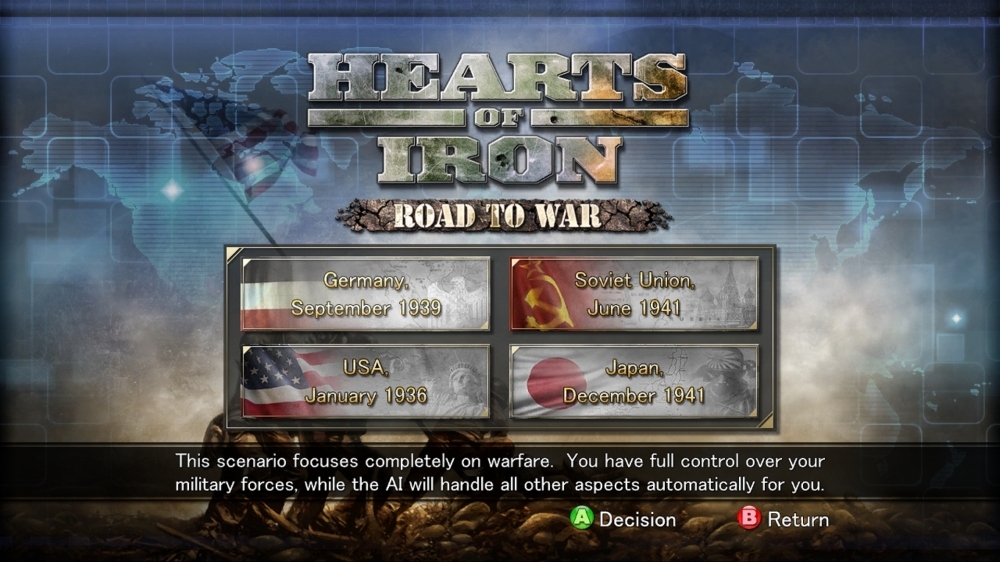 HEARTS
OF
IRON
ROAD TO WAR
Germany,
September 1939
Soviet Union,
June 1941
USA,
January 1936
Japan,
December 1941
This scenario focuses completely on warfare. You have full control over your
military forces, while the AI will handle all other aspects automatically for you.
A Decision B Return